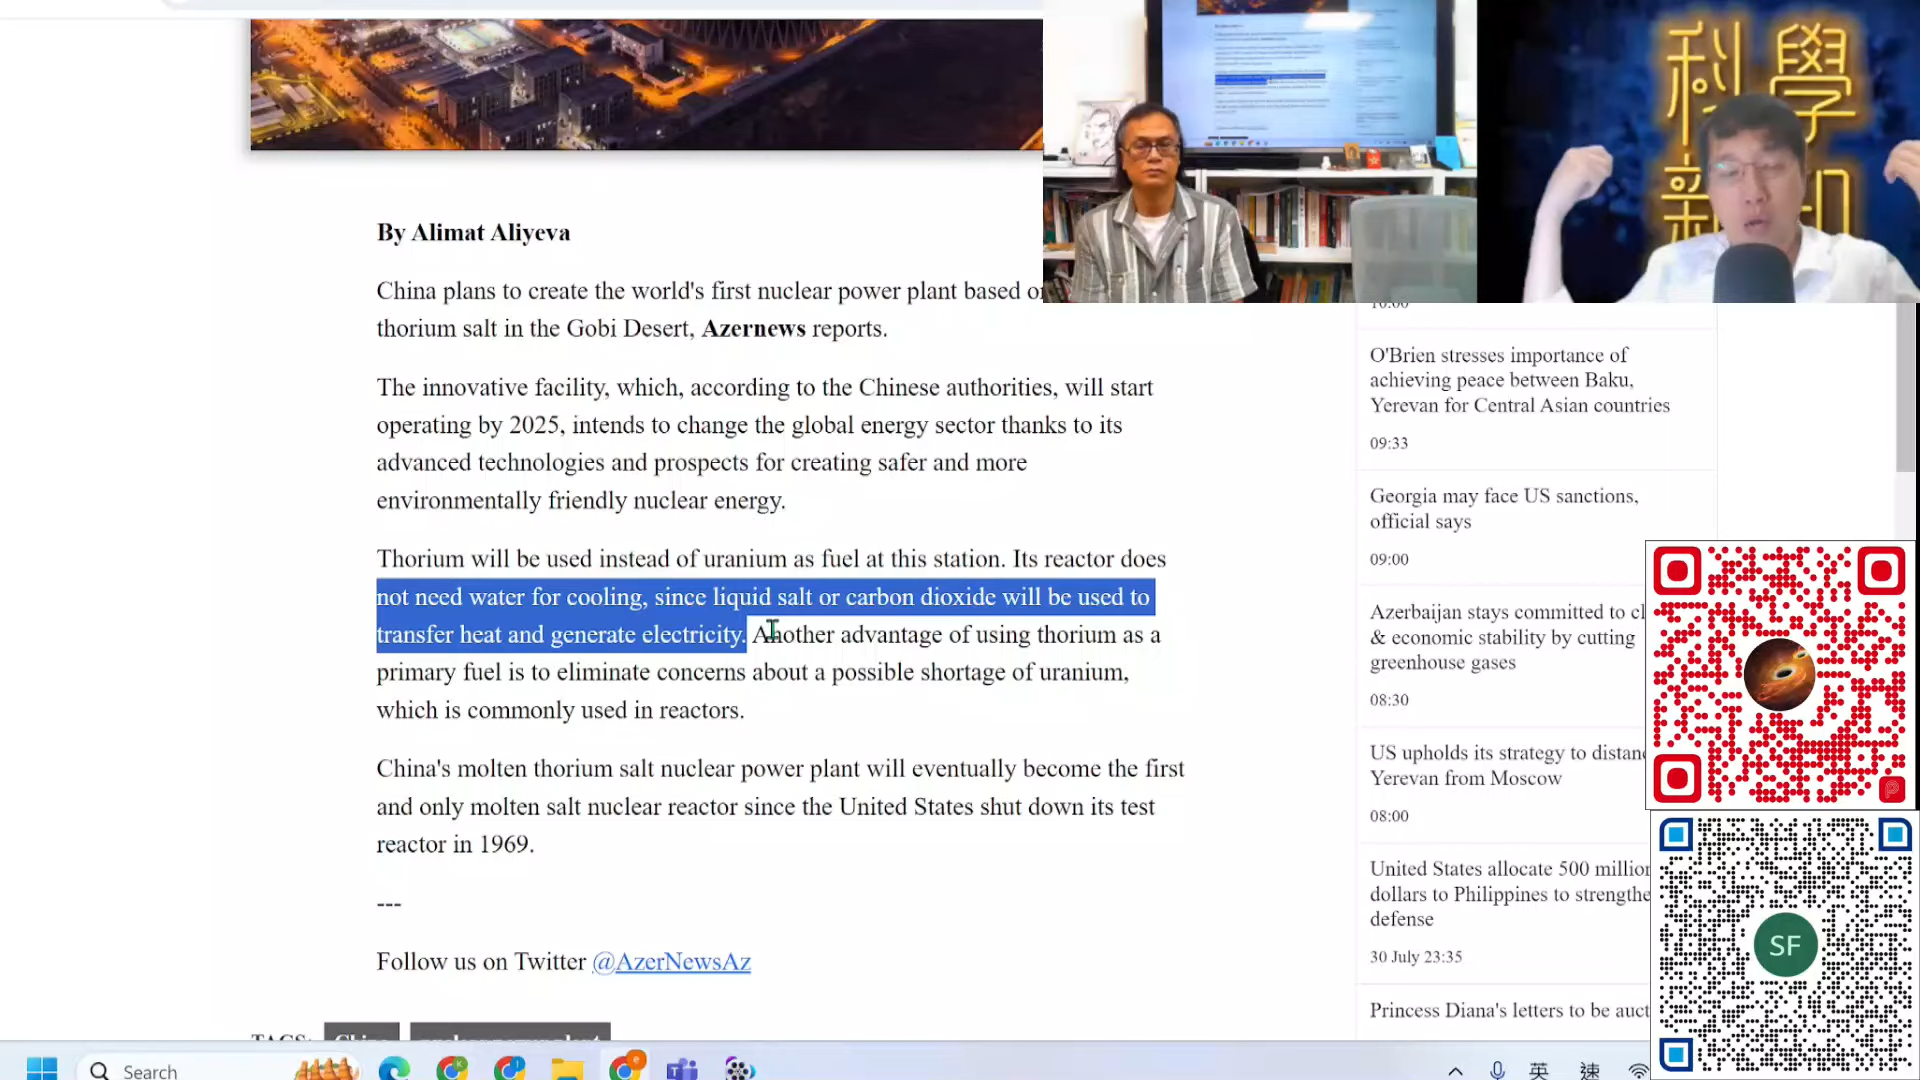 By Alimat Aliyeva
China plans to create the world's first nuclear power plant based
thorium salt in the Gobi Desert, Azernews reports.
The innovative facility, which, according to the Chinese authorities, will start
operating by 2025, intends to change the global energy sector thanks to its
advanced technologies and prospects for creating safer and more
environmentally friendly nuclear energy.
Thorium will be used instead of uranium as fuel at this station. Its reactor does
not need water for cooling, since liquid salt or carbon dioxide will be used to
transfer heat and generate electricity. Another advantage of using thorium as a
primary fuel is to eliminate concerns about a possible shortage of uranium,
which is commonly used in reactors.
China's molten thorium salt nuclear power plant will eventually become the first
and only molten salt nuclear reactor since the United States shut down its test
reactor in 1969.
---
Follow us on Twitter @AzerNewsAz
TAGS:
China
科學
新知
O'Brien stresses importance of
achieving peace between Baku,
Yerevan for Central Asian countries
09:33
Georgia may face US sanctions,
official says
09:00
Azerbaijan stays committed to cl
& economic stability by cutting
greenhouse gases
08:30
US upholds its strategy to distanc
Yerevan from Moscow
08:00
United States allocate 500 million
dollars to Philippines to strengthe
defense
30 July 23:35
Princess Diana's letters to be auct
SF
Search
英
速